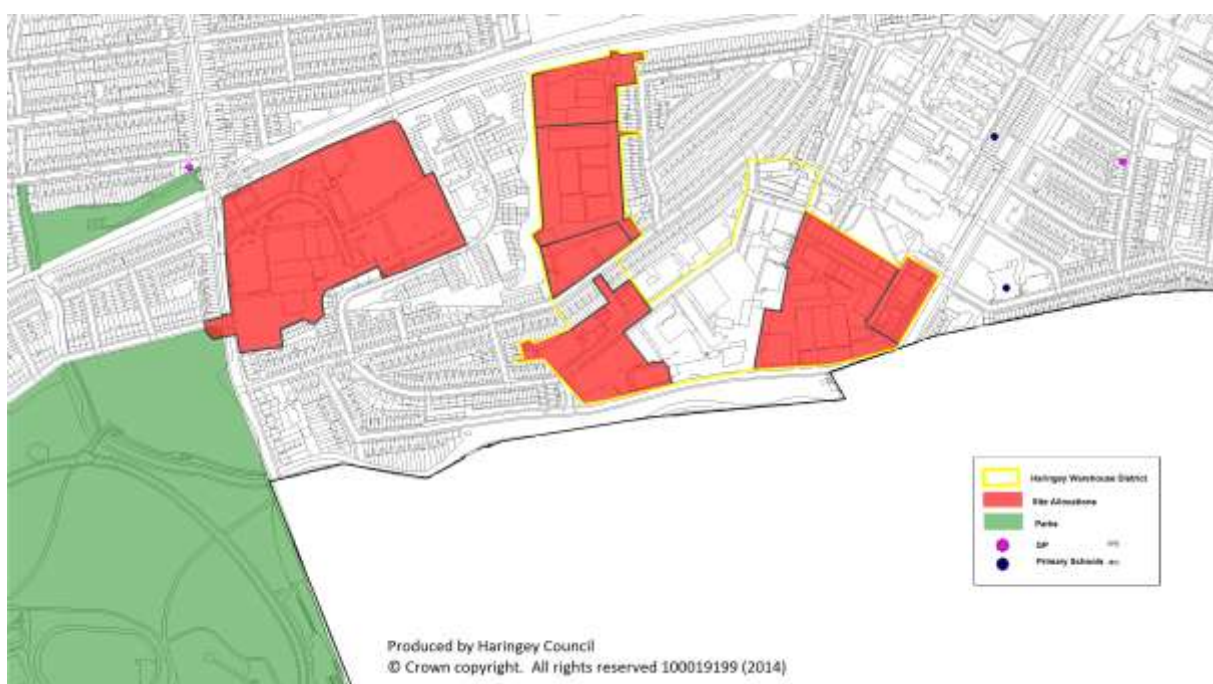 Haringey Warehouse District
Site Allocations
Parks
GP
Primary Schools
Produced by Haringey Council
© Crown copyright. All rights reserved 100019199 (2014)